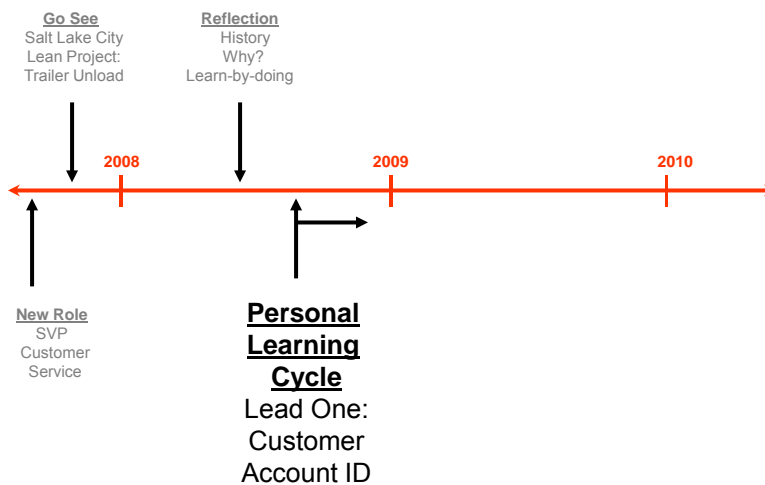 Go See
Salt Lake City
Lean Project:
Trailer Unload
Reflection
History
Why?
Learn-by-doing
2008
2009
2010
New Role
SVP
Customer
Service
Personal
Learning
Cycle
Lead One:
Customer
Account ID